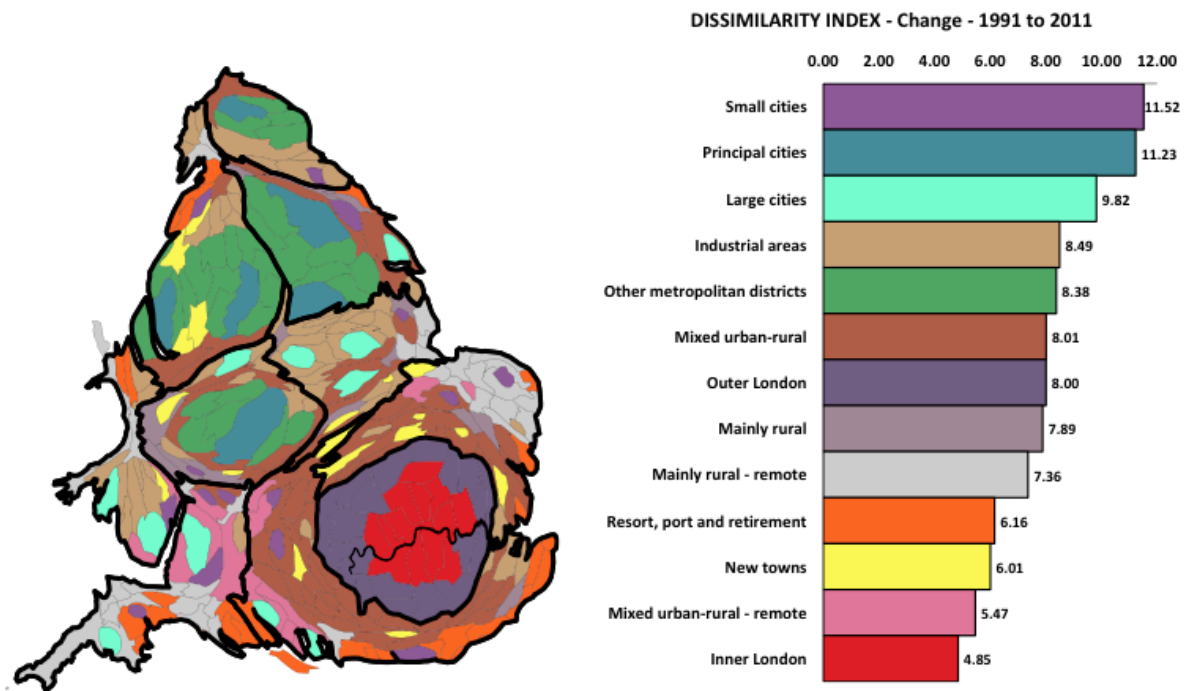 DISSIMILARITY INDEX - Change - 1991 to 2011
0.00 2.00 4.00 6.00 8.00 10.00 12.00
Small cities 11.52
Principal cities 11.23
Large cities 9.82
Industrial areas 8.49
Other metropolitan districts 8.38
Mixed urban-rural 8.01
Outer London 8.00
Mainly rural 7.89
Mainly rural - remote 7.36
Resort, port and retirement 6.16
New towns 6.01
Mixed urban-rural - remote 5.47
Inner London 4.85